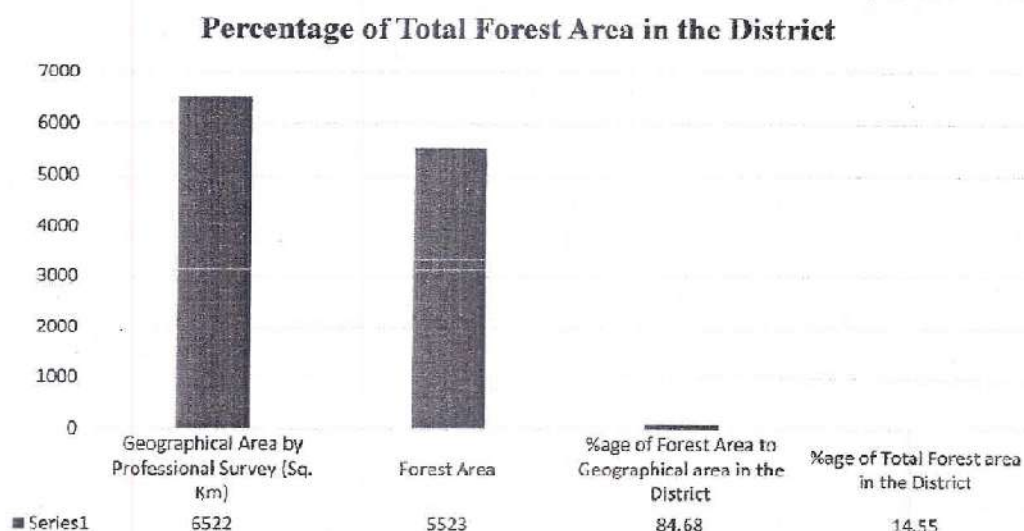 Percentage of Total Forest Area in the District
7000
6000
5000
4000
3000
2000
1000
0
Geographical Area by
Professional Survey (Sq.
Km)
Forest Area
%age of Forest Area to
Geographical area in the
District
%age of Total Forest area
in the District
Series1 6522 5523 84.68 14.55